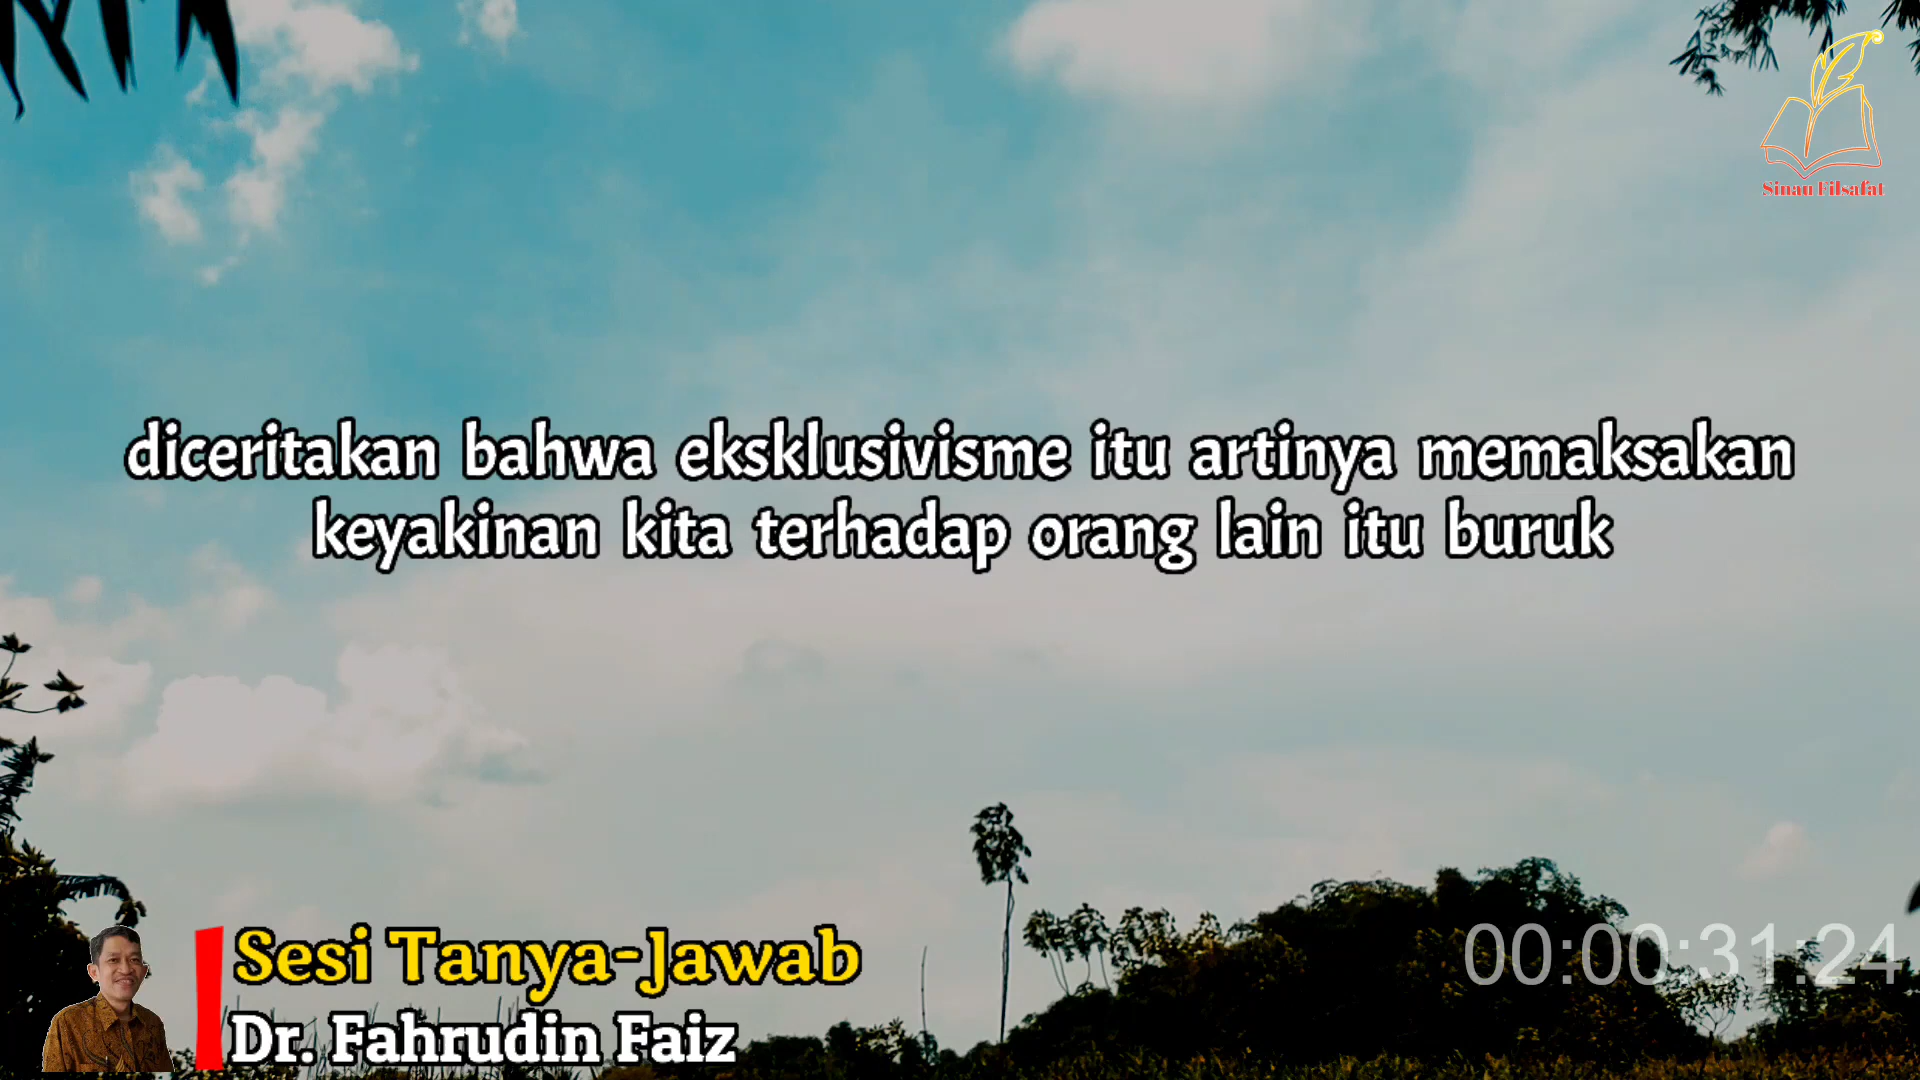 Sinau Filsafat
diceritakan bahwa eksklusivisme itu artinya memaksakan
keyakinan kita terhadap orang lain itu buruk
Sesi Tanya-Jawab
Dr. Fahrudin Faiz
00:00:31:24